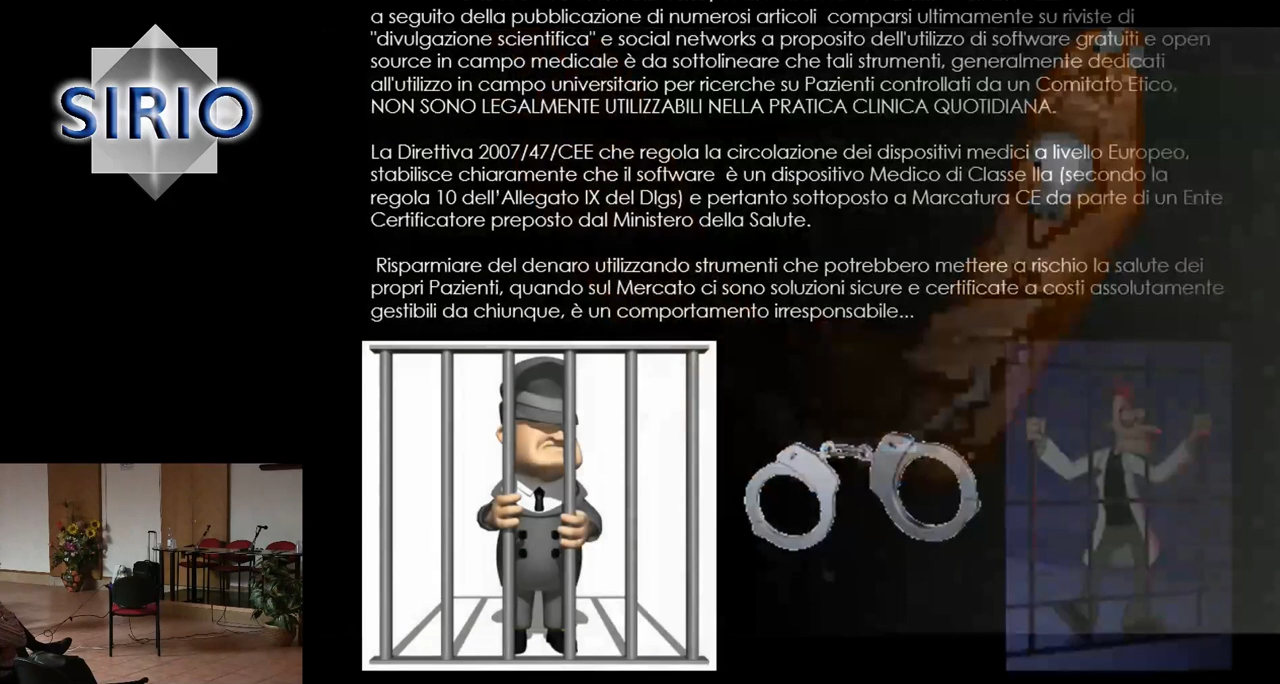 SIRIO
a seguito della pubblicazione di numerosi articoli comparsi ultimamente su riviste di
"divulgazione scientifica" e social networks a proposito dell'utilizzo di software gratuiti e open
source in campo medicale è da sottolineare che tali strumenti, generalmente dedicati
all'utilizzo in campo universitario per ricerche su Pazienti controllati da un Comitato Etico,
NON SONO LEGALMENTE UTILIZZABILI NELLA PRATICA CLINICA QUOTIDIANA.
La Direttiva 2007/47/CEE che regola la circolazione dei dispositivi medici a livello Europeo,
stabilisce chiaramente che il software è un dispositivo Medico di Classe IIa (secondo la
regola 10 dell'Allegato IX del Dlgs) e pertanto sottoposto a Marcatura CE da parte di un Ente
Certificatore preposto dal Ministero della Salute.
Risparmiare del denaro utilizzando strumenti che potrebbero mettere a rischio la salute dei
propri Pazienti, quando sul Mercato ci sono soluzioni sicure e certificate a costi assolutamente
gestibili da chiunque, è un comportamento irresponsabile...